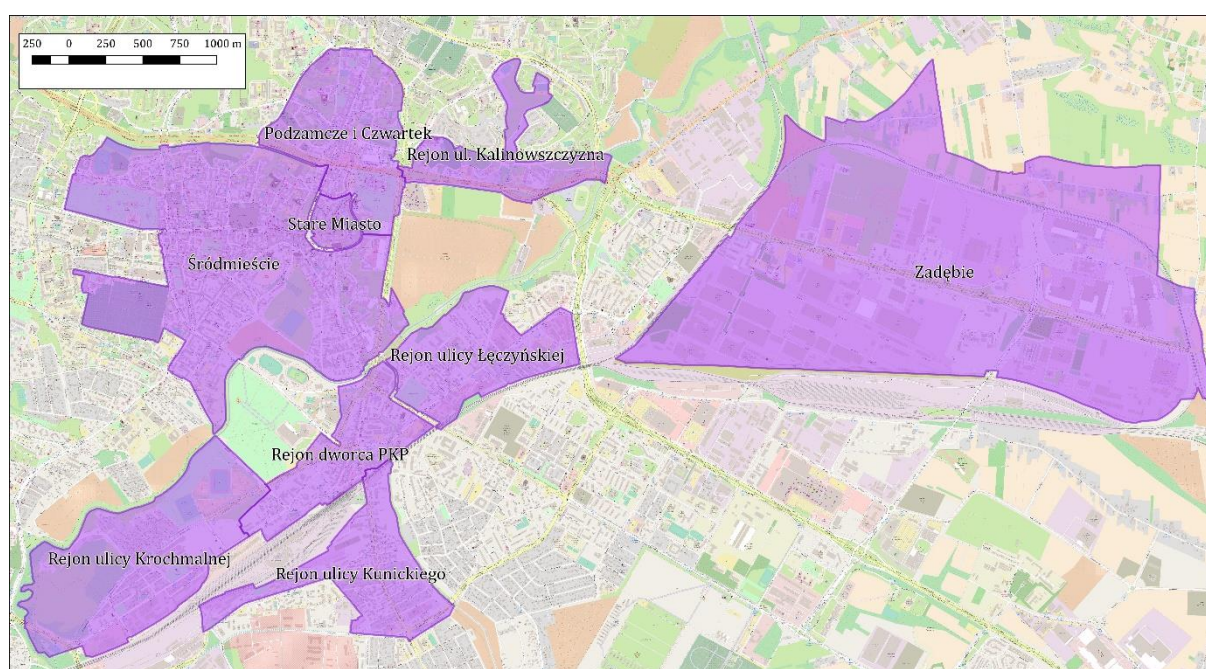 250 0 250 500 750 1000 m
Podzamcze i Czwartek
Rejon ul. Kalinowszczyzna
Stare Miasto
Śródmieście
Zadębie
Rejon ulicy Łęczyńskiej
Rejon dworca PKP
Rejon ulicy Krochmalnej
Rejon ulicy Kunickiego